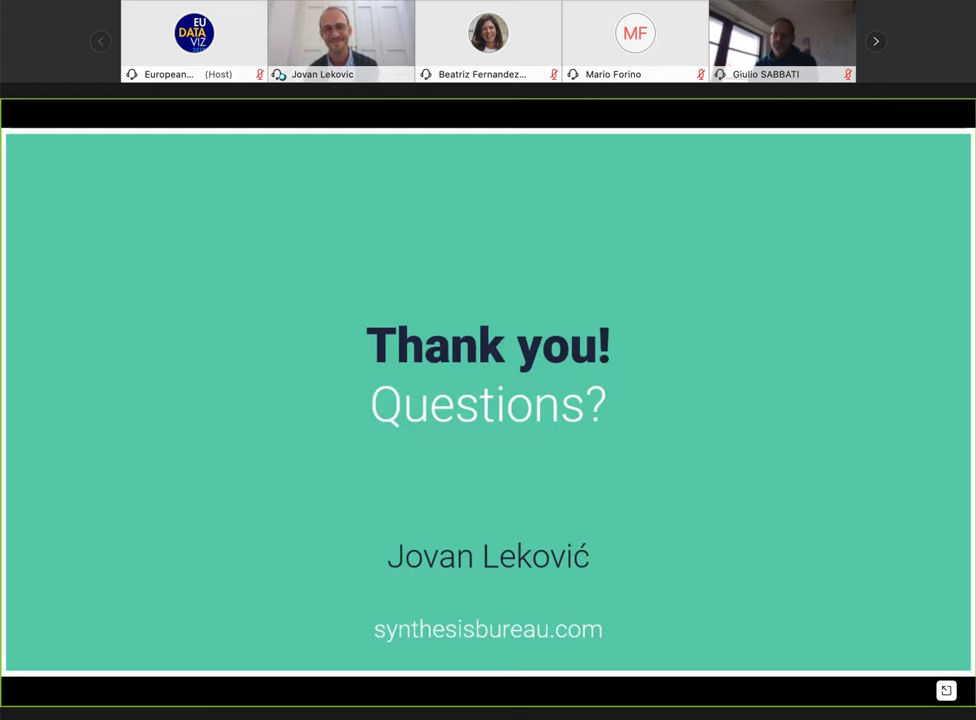 EU
DATA
VIZ
European... (Host)
Jovan Lekovic
Beatriz Fernandez...
MF
Mario Forino
Giulio SABBATI
Thank you!
Questions?
Jovan Leković
synthesisbureau.com